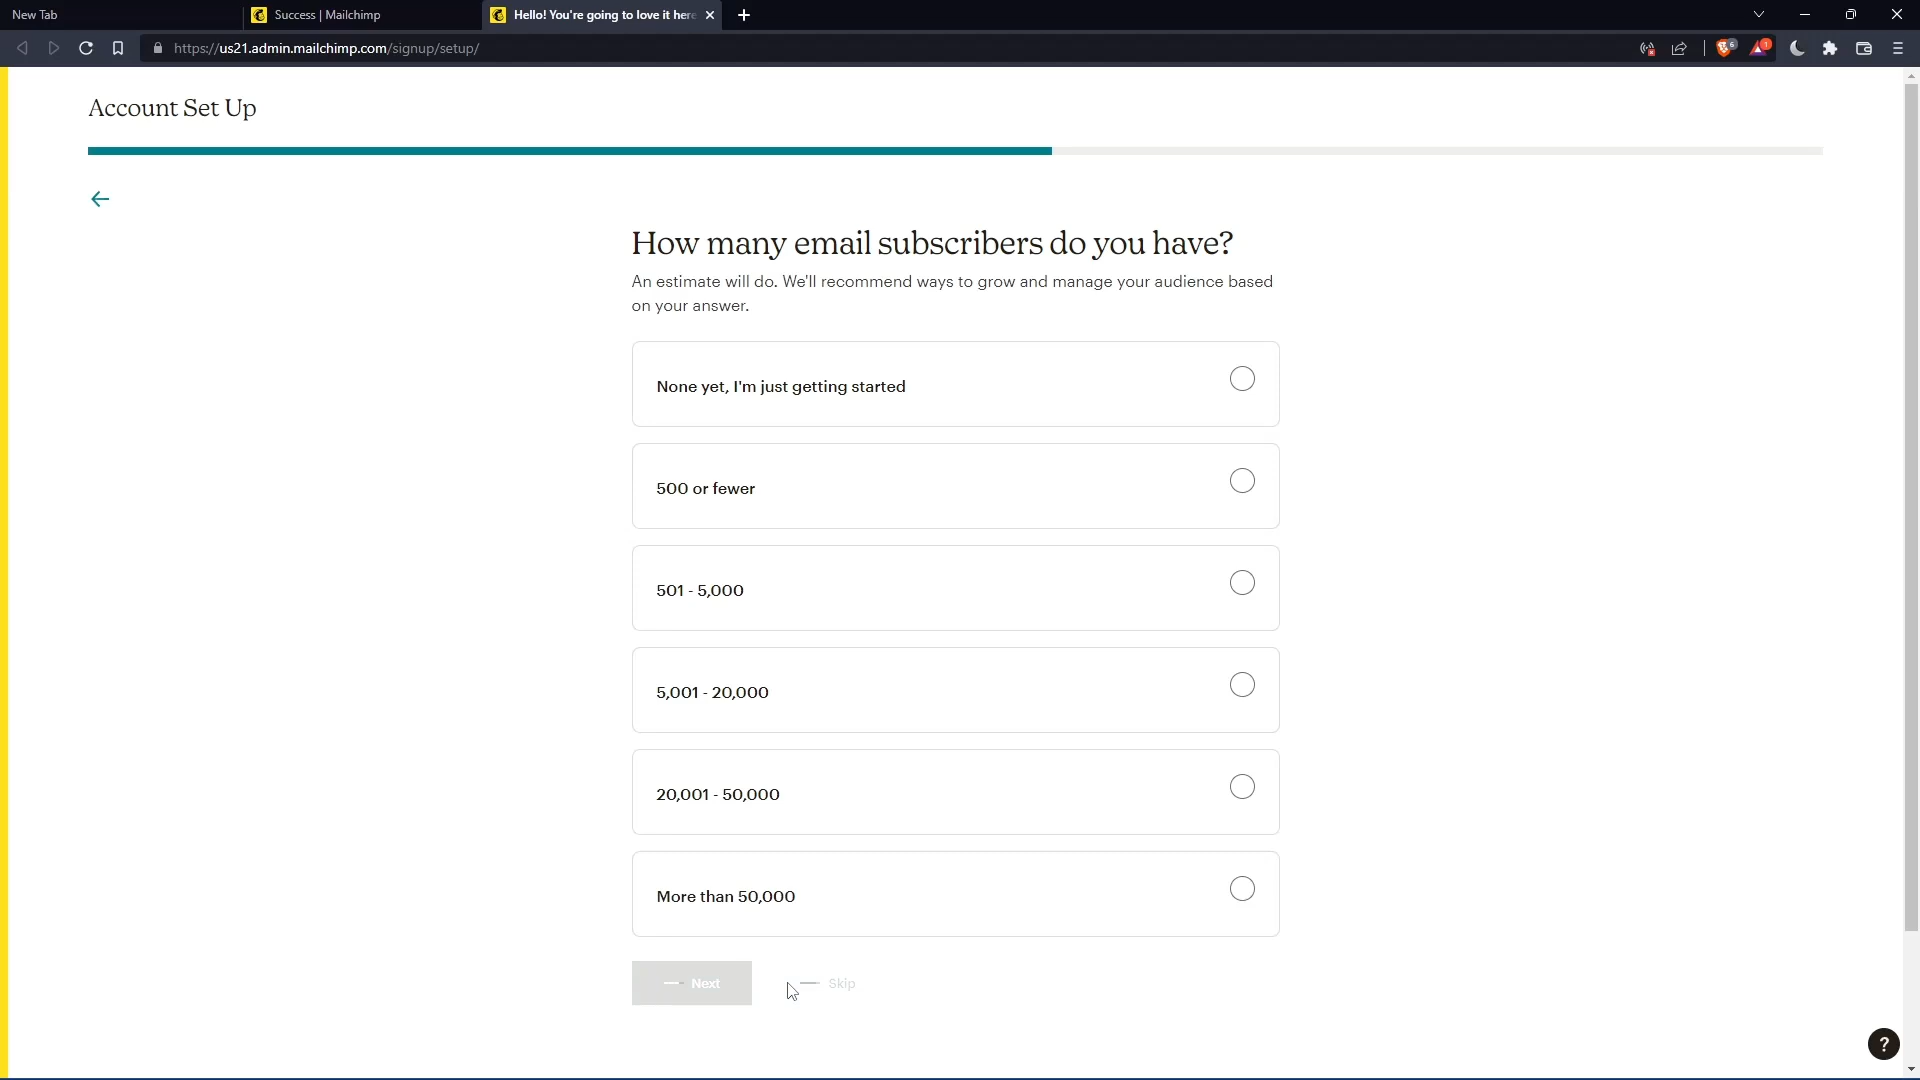 New Tab
Success | Mailchimp
Hello! You're going to love it here
https://us21.admin.mailchimp.com/signup/setup/
6
1
Account Set Up
How many email subscribers do you have?
An estimate will do. We'll recommend ways to grow and manage your audience based
on your answer.
None yet, I'm just getting started
500 or fewer
501 - 5,000
5,001 - 20,000
20,001 - 50,000
More than 50,000
Next
Skip
?